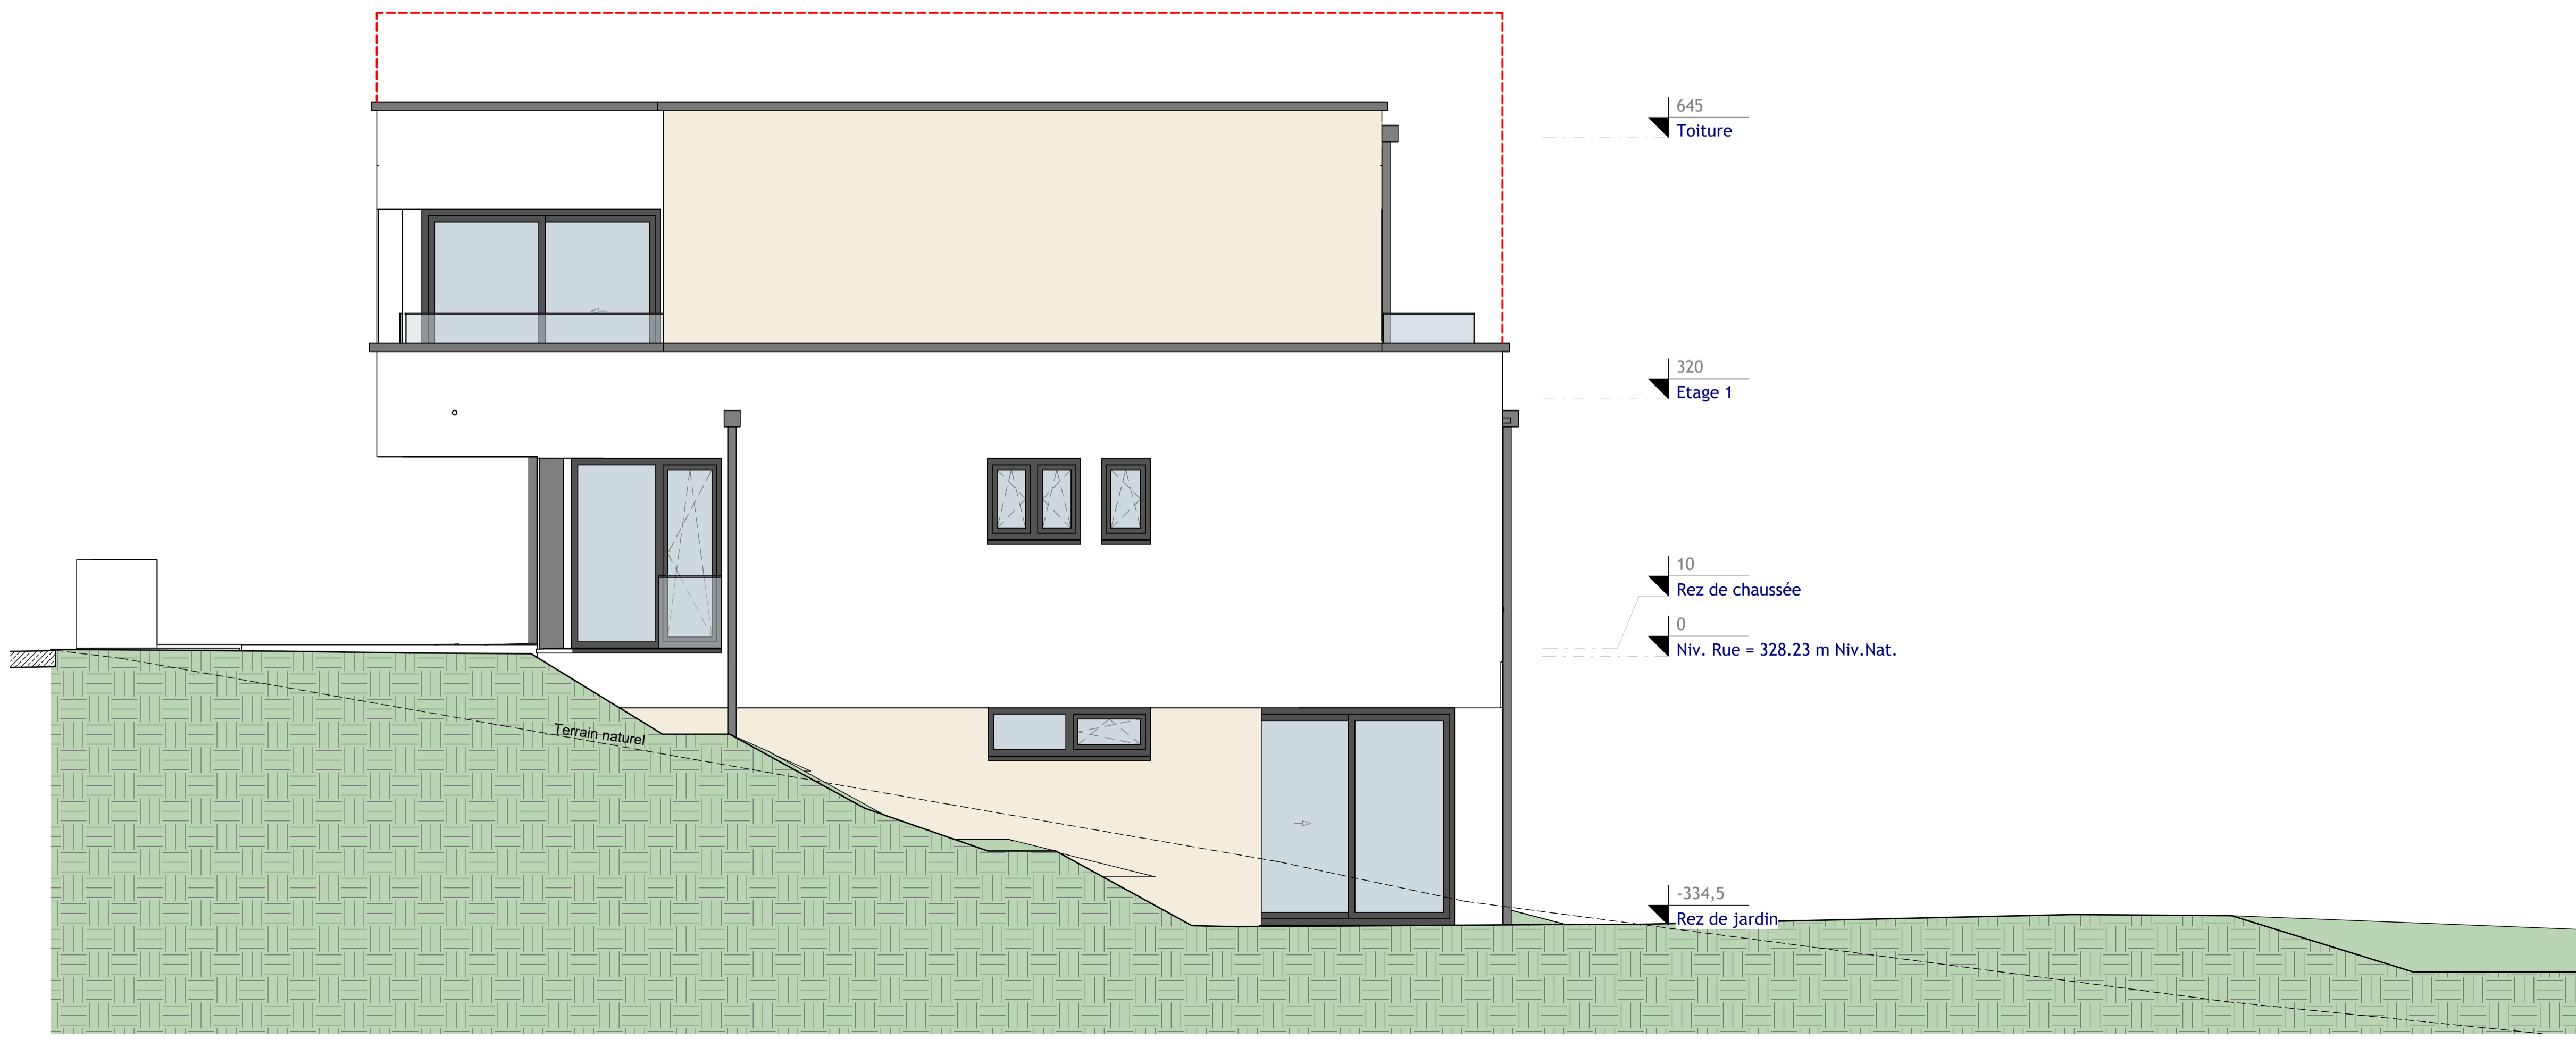 645
Toiture
320
Etage 1
10
Rez de chaussée
0
Niv. Rue = 328.23 m Niv.Nat.
Terrain naturel
-334,5
Rez de jardin